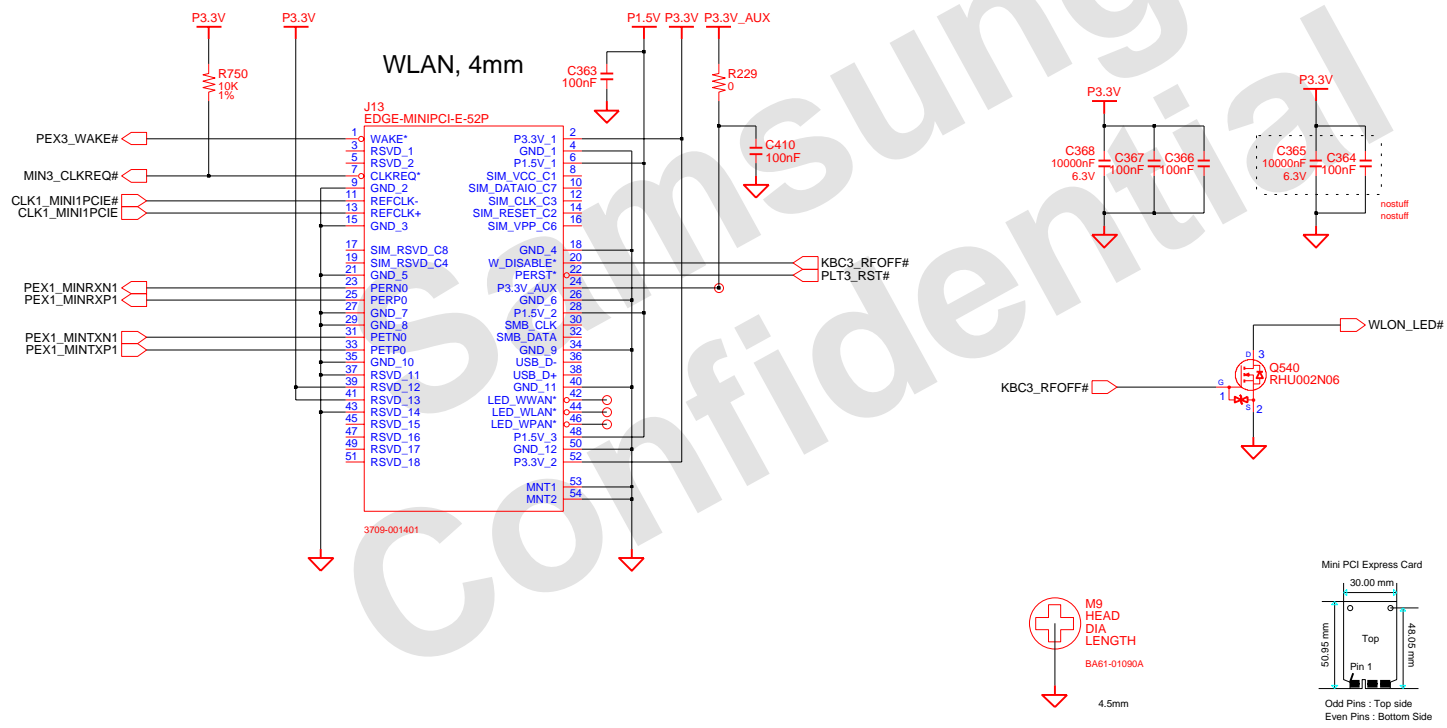 Samsung
Confidential
P3.3V
P3.3V
P1.5V
P3.3V
P3.3V_AUX
WLAN, 4mm
R750
10K
1%
C363
100nF
R229
0
C410
100nF
J13
EDGE-MINIPCI-E-52P
PEX3_WAKE#
MIN3_CLKREQ#
CLK1_MINI1PCIE#
CLK1_MINI1PCIE
PEX1_MINRXN1
PEX1_MINRXP1
PEX1_MINTXN1
PEX1_MINTXP1
1 WAKE* P3.3V_1 2
3 RSVD_1 GND_1 4
5 RSVD_2 P1.5V_1 6
7 CLKREQ* SIM_VCC_C1 8
9 GND_2 SIM_DATAIO_C7 10
11 REFCLK- SIM_CLK_C3 12
13 REFCLK+ SIM_RESET_C2 14
15 GND_3 SIM_VPP_C6 16
17 SIM_RSVD_C8 GND_4 18
19 SIM_RSVD_C4 W_DISABLE* 20
21 GND_5 PERST* 22
23 PERN0 P3.3V_AUX 24
25 PERP0 GND_6 26
27 GND_7 P1.5V_2 28
29 GND_8 SMB_CLK 30
31 PETN0 SMB_DATA 32
33 PETP0 GND_9 34
35 GND_10 USB_D- 36
37 RSVD_11 USB_D+ 38
39 RSVD_12 GND_11 40
41 RSVD_13 LED_WWAN* 42
43 RSVD_14 LED_WLAN* 44
45 RSVD_15 LED_WPAN* 46
47 RSVD_16 P1.5V_3 48
49 RSVD_17 GND_12 50
51 RSVD_18 P3.3V_2 52
MNT1 53
MNT2 54
3709-001401
KBC3_RFOFF#
PLT3_RST#
P3.3V
C368
10000nF
6.3V
C367
100nF
C366
100nF
P3.3V
C365
10000nF
6.3V
C364
100nF
nostuff
nostuff
WLON_LED#
D 3
Q540
RHU002N06
KBC3_RFOFF#
G
1
S
2
M9
HEAD
DIA
LENGTH
BA61-01090A
4.5mm
Mini PCI Express Card
30.00 mm
50.95 mm
48.05 mm
Top
Pin 1
Odd Pins : Top side
Even Pins : Bottom Side